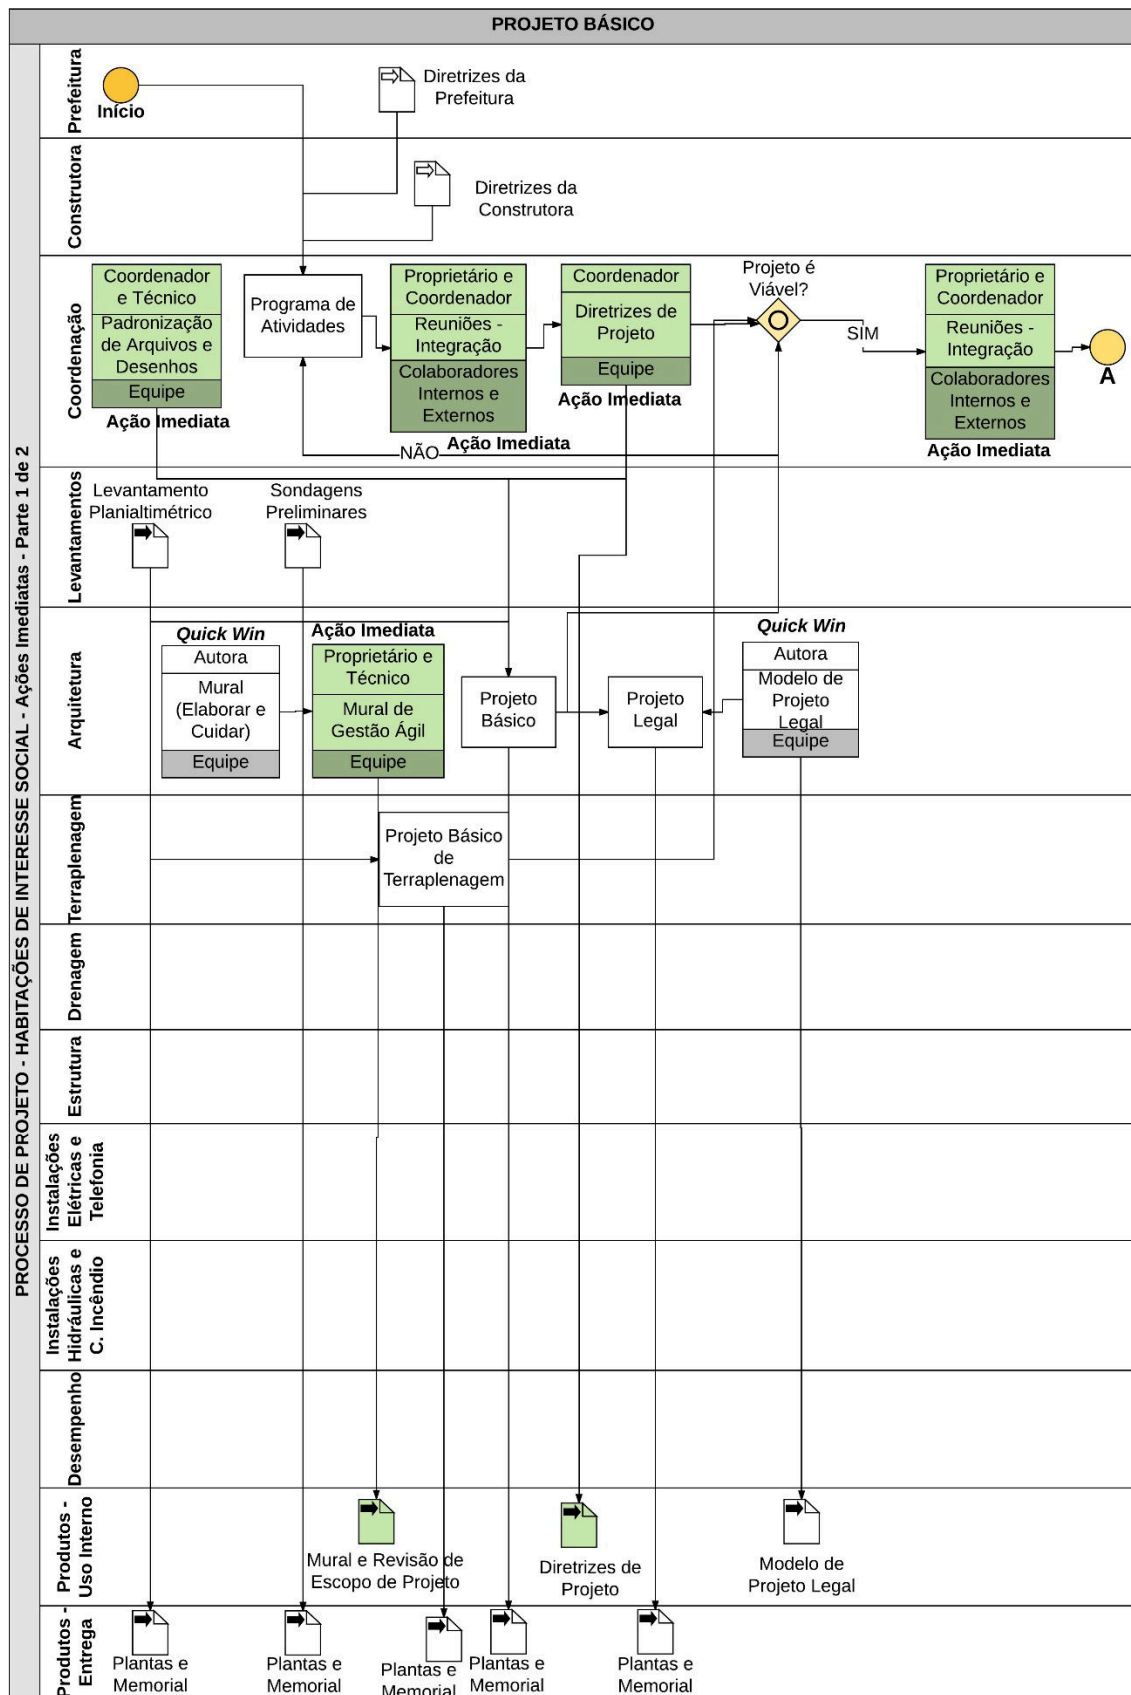 PROJETO BÁSICO
PROCESSO DE PROJETO - HABITAÇÕES DE INTERESSE SOCIAL - Ações Imediatas - Parte 1 de 2
Prefeitura
Início
Diretrizes da
Prefeitura
Construtora
Diretrizes da
Construtora
Coordenação
Coordenador
e Técnico
Padronização
de Arquivos e
Desenhos
Equipe
Ação Imediata
Programa de
Atividades
Proprietário e
Coordenador
Reuniões -
Integração
Colaboradores
Internos e
Externos
Ação Imediata
Coordenador
Diretrizes de
Projeto
Equipe
Ação Imediata
Projeto é
Viável?
SIM
NÃO
Proprietário e
Coordenador
Reuniões -
Integração
Colaboradores
Internos e
Externos
Ação Imediata
A
Levantamentos
Levantamento
Planialtimétrico
Sondagens
Preliminares
Arquitetura
Quick Win
Autora
Mural
(Elaborar e
Cuidar)
Equipe
Ação Imediata
Proprietário e
Técnico
Mural de
Gestão Ágil
Equipe
Projeto
Básico
Projeto
Legal
Quick Win
Autora
Modelo de
Projeto
Legal
Equipe
Terraplenagem
Projeto Básico
de
Terraplenagem
Drenagem
Estrutura
Instalações
Elétricas e
Telefonia
Instalações
Hidráulicas e
C. Incêndio
Desempenho
Produtos -
Uso Interno
Mural e Revisão de
Escopo de Projeto
Diretrizes de
Projeto
Modelo de
Projeto Legal
Produtos -
Entrega
Plantas e
Memorial
Plantas e
Memorial
Plantas e
Memorial
Plantas e
Memorial
Plantas e
Memorial